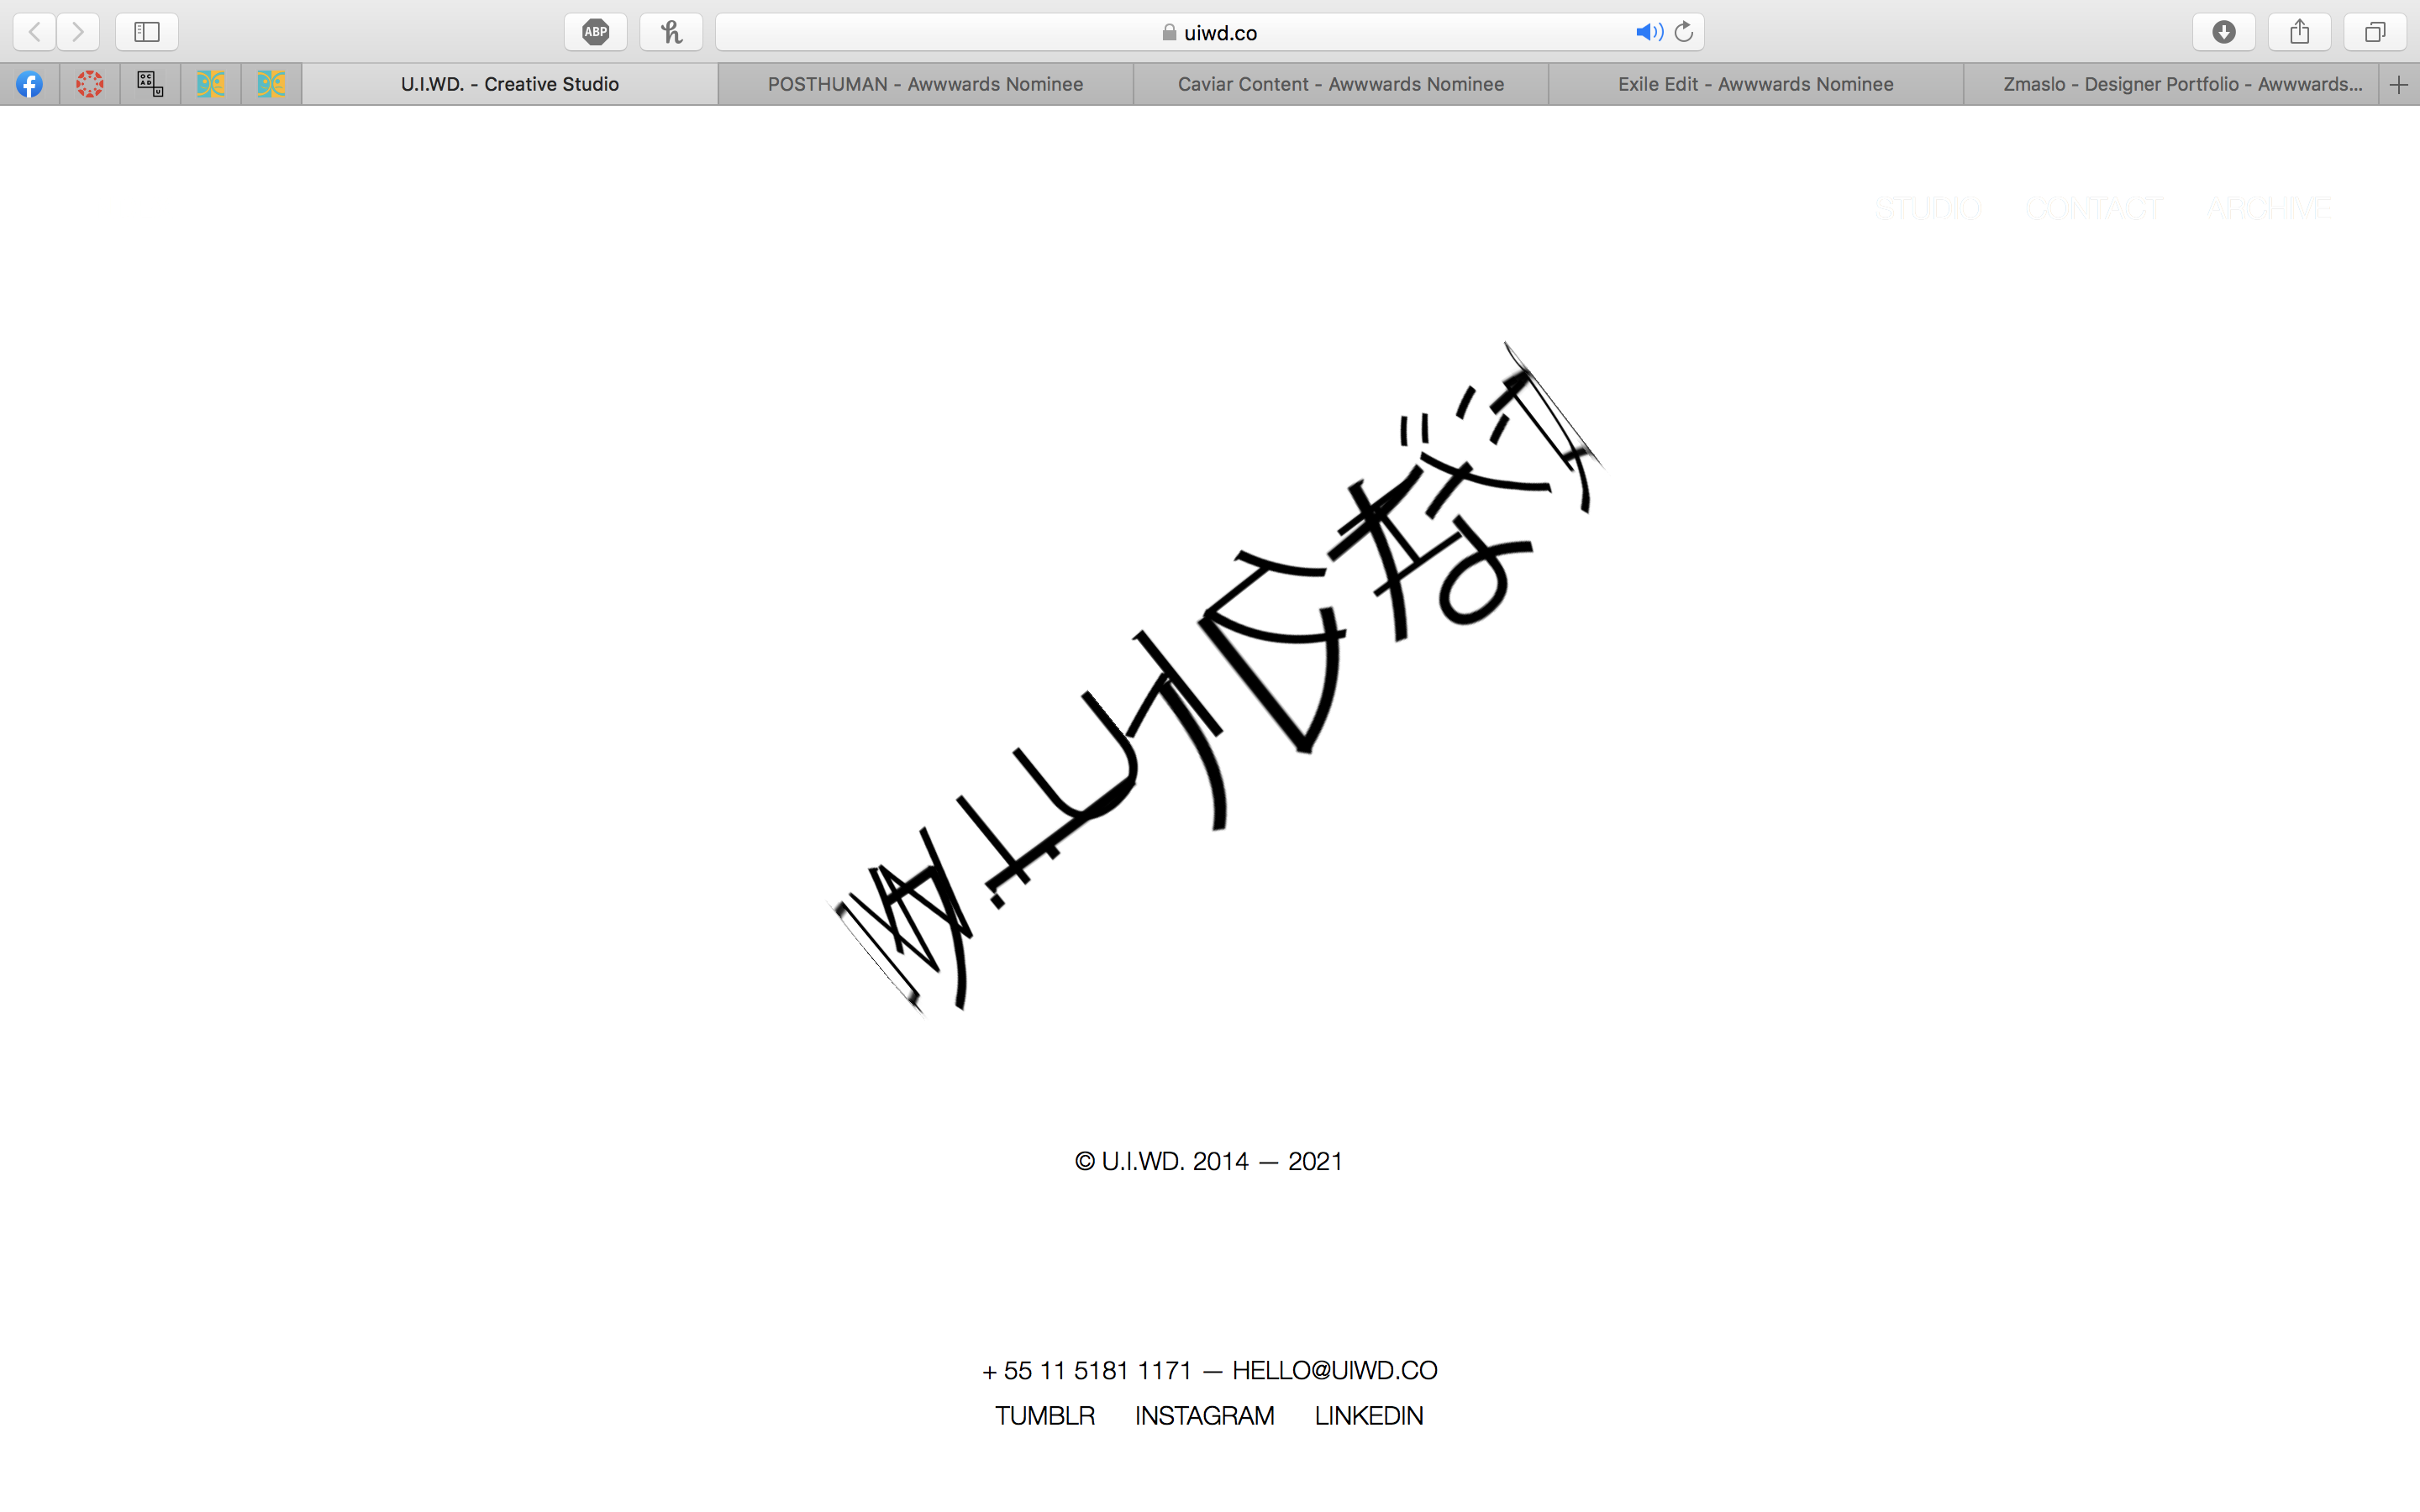 ABP
uiwd.co
U.I.WD. - Creative Studio
POSTHUMAN - Awwwards Nominee
Caviar Content - Awwwards Nominee
Exile Edit - Awwwards Nominee
Zmaslo - Designer Portfolio - Awwwards...
STUDIO CONTACT ARCHIVE
© U.I.WD. 2014 — 2021
+ 55 11 5181 1171 — HELLO@UIWD.CO
TUMBLR INSTAGRAM LINKEDIN